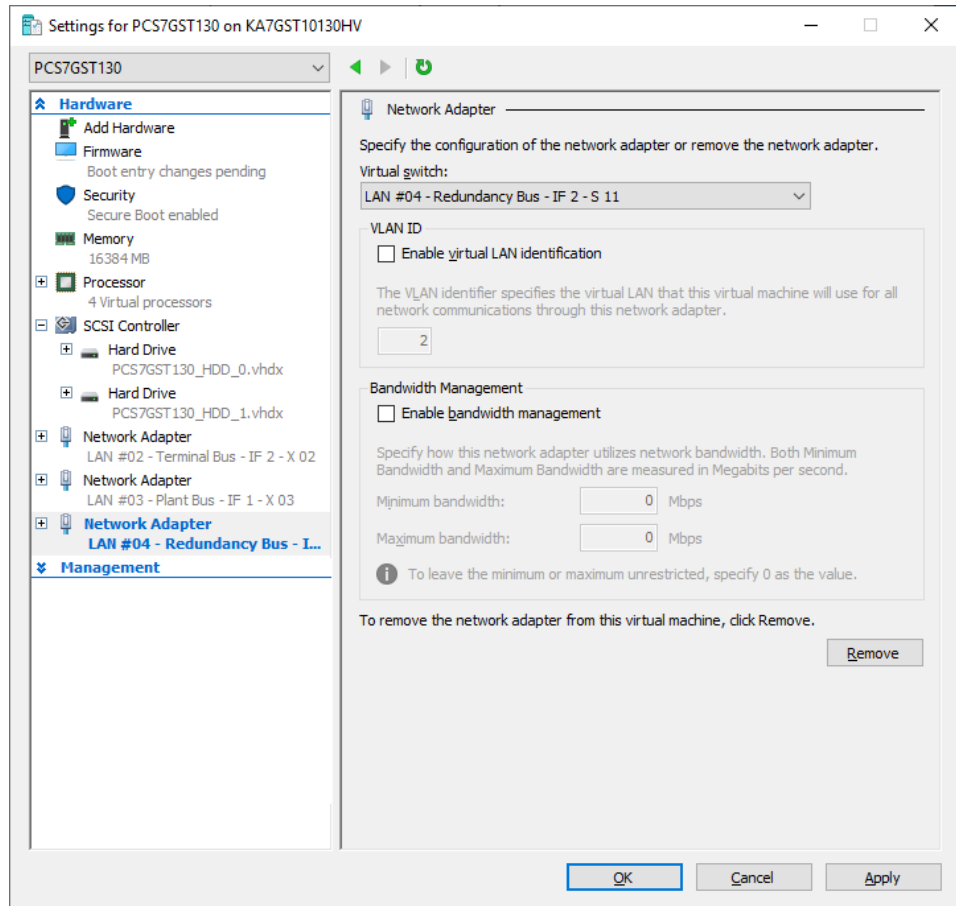 Settings for PCS7GST130 on KA7GST10130HV
PCS7GST130
Hardware
Add Hardware
Firmware
Boot entry changes pending
Security
Secure Boot enabled
Memory
16384 MB
Processor
4 Virtual processors
SCSI Controller
Hard Drive
PCS7GST130_HDD_0.vhdx
Hard Drive
PCS7GST130_HDD_1.vhdx
Network Adapter
LAN #02 - Terminal Bus - IF 2 - X 02
Network Adapter
LAN #03 - Plant Bus - IF 1 - X 03
Network Adapter
LAN #04 - Redundancy Bus - I...
Management
Network Adapter
Specify the configuration of the network adapter or remove the network adapter.
Virtual switch:
LAN #04 - Redundancy Bus - IF 2 - S 11
VLAN ID
Enable virtual LAN identification
The VLAN identifier specifies the virtual LAN that this virtual machine will use for all
network communications through this network adapter.
2
Bandwidth Management
Enable bandwidth management
Specify how this network adapter utilizes network bandwidth. Both Minimum
Bandwidth and Maximum Bandwidth are measured in Megabits per second.
Minimum bandwidth: 0 Mbps
Maximum bandwidth: 0 Mbps
To leave the minimum or maximum unrestricted, specify 0 as the value.
To remove the network adapter from this virtual machine, click Remove.
Remove
OK Cancel Apply